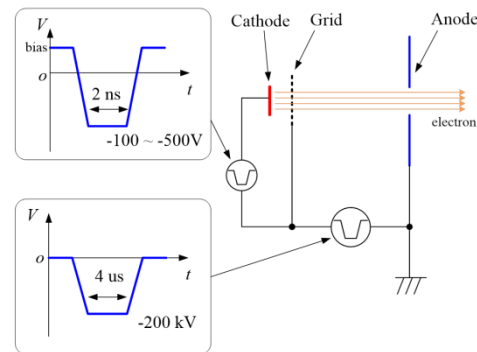 V
bias
o
t
2 ns
-100 ~ -500V
V
o
t
4 us
-200 kV
Cathode
Grid
Anode
electron